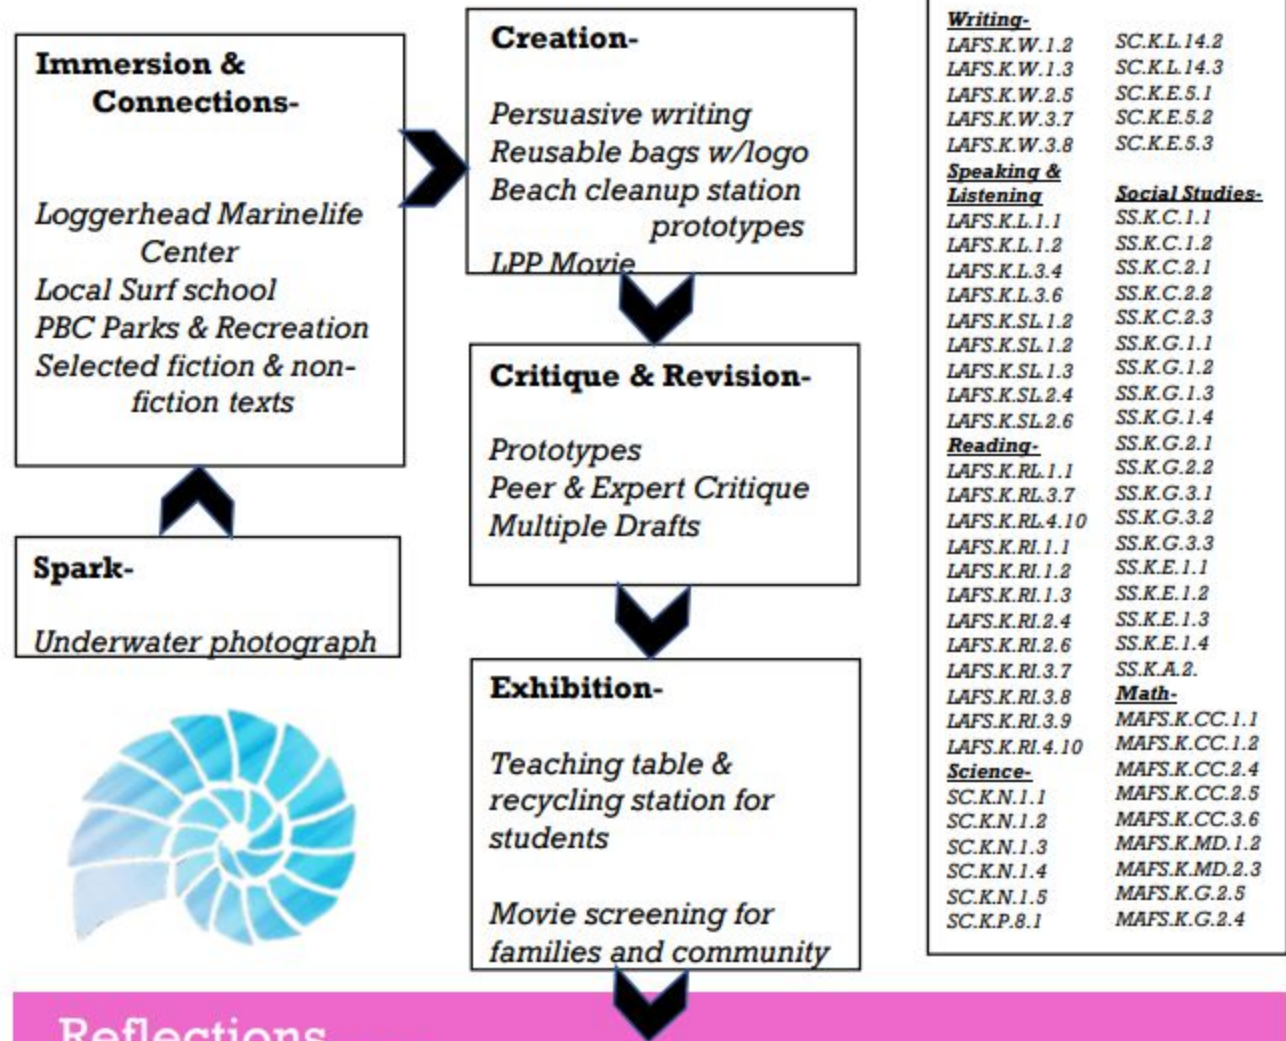 Immersion &
Connections-
Loggerhead Marinelife
Center
Local Surf school
PBC Parks & Recreation
Selected fiction & non-
fiction texts
Spark-
Underwater photograph
Creation-
Persuasive writing
Reusable bags w/logo
Beach cleanup station
prototypes
LPP Movie
Critique & Revision-
Prototypes
Peer & Expert Critique
Multiple Drafts
Exhibition-
Teaching table &
recycling station for
students
Movie screening for
families and community
Writing-
LAFS.K.W.1.2
LAFS.K.W.1.3
LAFS.K.W.2.5
LAFS.K.W.3.7
LAFS.K.W.3.8
Speaking &
Listening
LAFS.K.L.1.1
LAFS.K.L.1.2
LAFS.K.L.3.4
LAFS.K.L.3.6
LAFS.K.SL.1.2
LAFS.K.SL.1.2
LAFS.K.SL.1.3
LAFS.K.SL.2.4
LAFS.K.SL.2.6
Reading-
LAFS.K.RL.1.1
LAFS.K.RL.3.7
LAFS.K.RL.4.10
LAFS.K.RI.1.1
LAFS.K.RI.1.2
LAFS.K.RI.1.3
LAFS.K.RI.2.4
LAFS.K.RI.2.6
LAFS.K.RI.3.7
LAFS.K.RI.3.8
LAFS.K.RI.3.9
LAFS.K.RI.4.10
Science-
SC.K.N.1.1
SC.K.N.1.2
SC.K.N.1.3
SC.K.N.1.4
SC.K.N.1.5
SC.K.P.8.1
SC.K.L.14.2
SC.K.L.14.3
SC.K.E.5.1
SC.K.E.5.2
SC.K.E.5.3
Social Studies-
SS.K.C.1.1
SS.K.C.1.2
SS.K.C.2.1
SS.K.C.2.2
SS.K.C.2.3
SS.K.G.1.1
SS.K.G.1.2
SS.K.G.1.3
SS.K.G.1.4
SS.K.G.2.1
SS.K.G.2.2
SS.K.G.3.1
SS.K.G.3.2
SS.K.G.3.3
SS.K.E.1.1
SS.K.E.1.2
SS.K.E.1.3
SS.K.E.1.4
SS.K.A.2.
Math-
MAFS.K.CC.1.1
MAFS.K.CC.1.2
MAFS.K.CC.2.4
MAFS.K.CC.2.5
MAFS.K.CC.3.6
MAFS.K.MD.1.2
MAFS.K.MD.2.3
MAFS.K.G.2.5
MAFS.K.G.2.4
Reflections